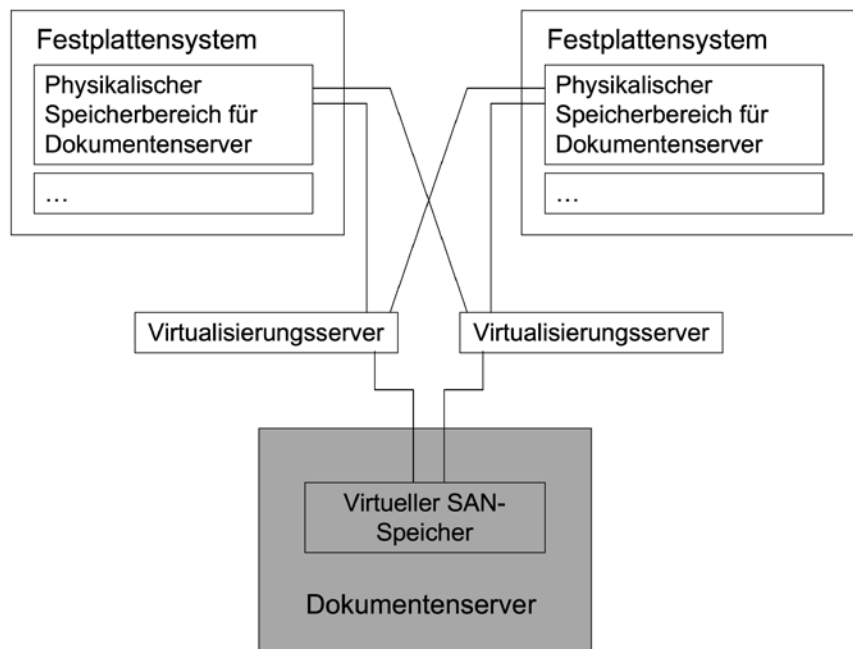 Festplattensystem
Physikalischer
Speicherbereich für
Dokumentenserver
…
Festplattensystem
Physikalischer
Speicherbereich für
Dokumentenserver
…
Virtualisierungsserver
Virtualisierungsserver
Virtueller SAN-
Speicher
Dokumentenserver